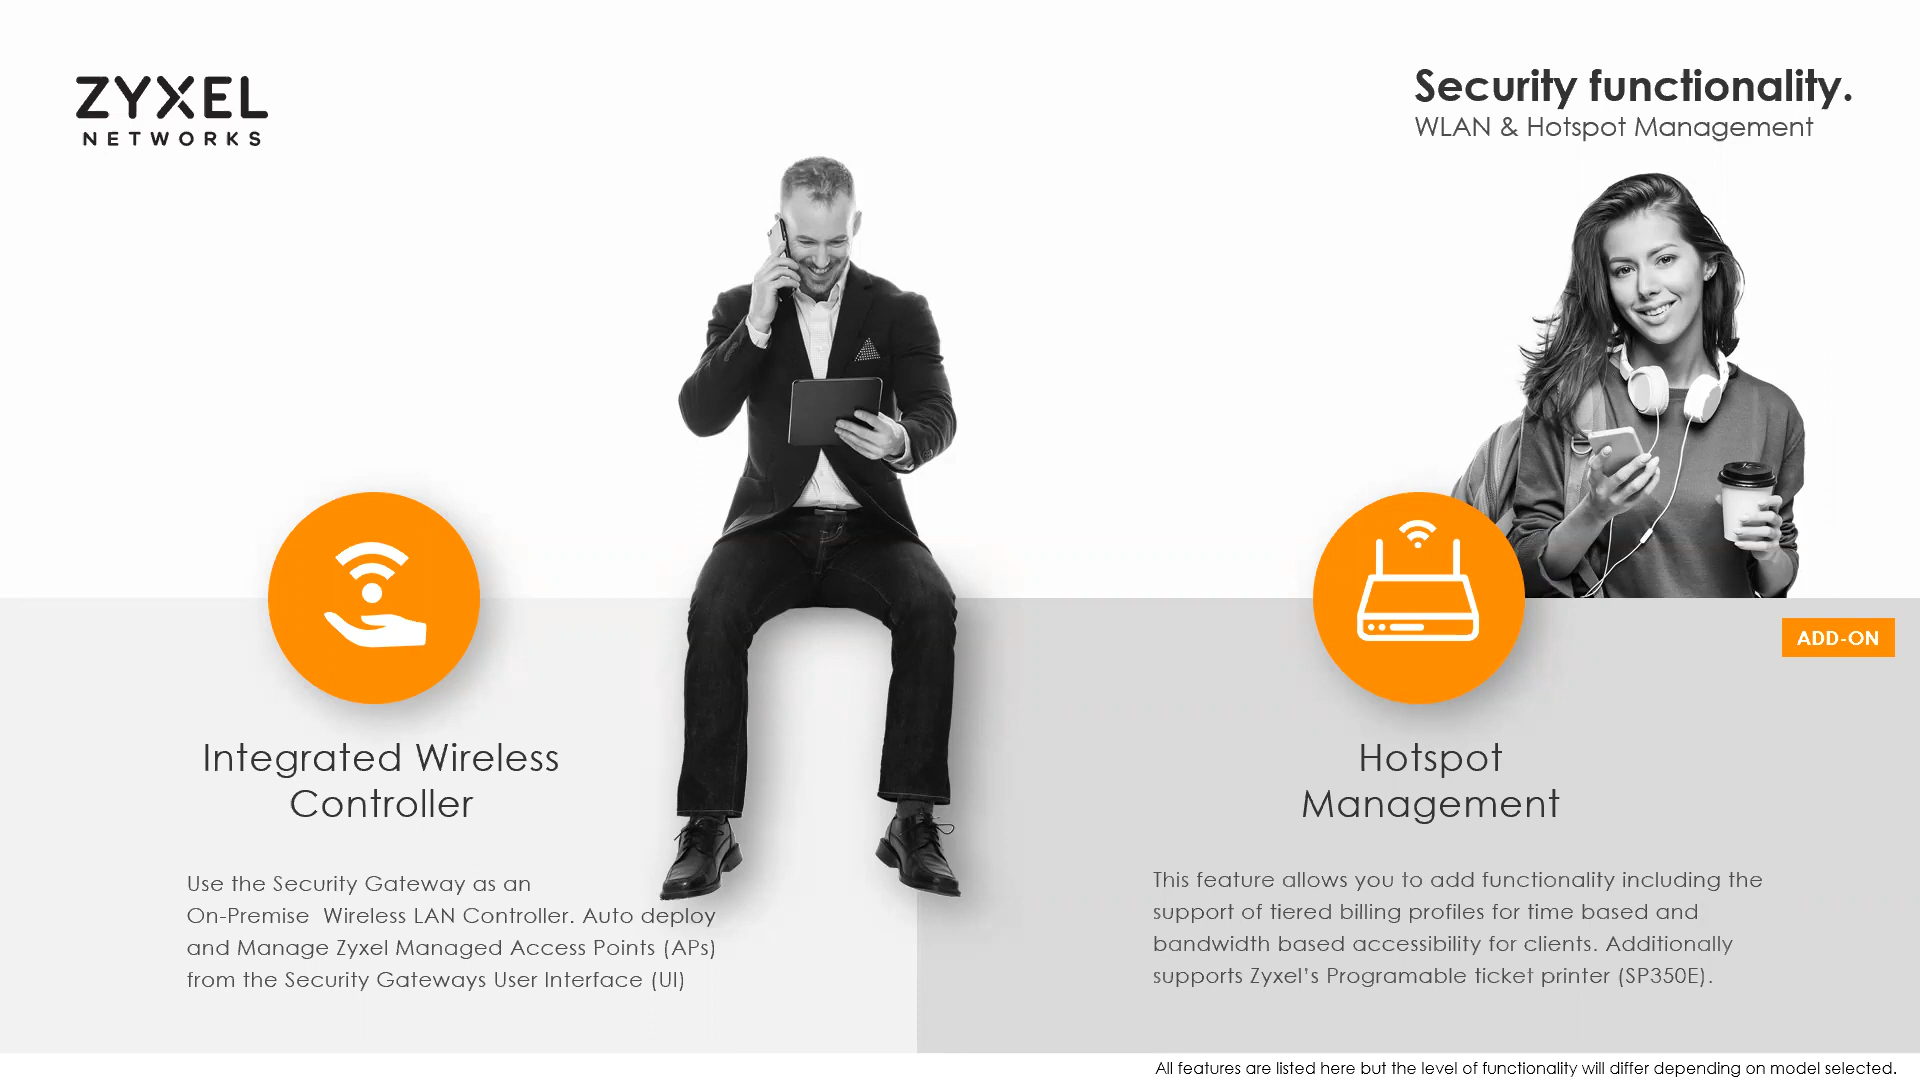 ZYXEL
NETWORKS
Security functionality.
WLAN & Hotspot Management
ADD-ON
Integrated Wireless
Controller
Use the Security Gateway as an
On-Premise  Wireless LAN Controller. Auto deploy
and Manage Zyxel Managed Access Points (APs)
from the Security Gateways User Interface (UI)
Hotspot
Management
This feature allows you to add functionality including the
support of tiered billing profiles for time based and
bandwidth based accessibility for clients. Additionally
supports Zyxel’s Programable ticket printer (SP350E).
All features are listed here but the level of functionality will differ depending on model selected.